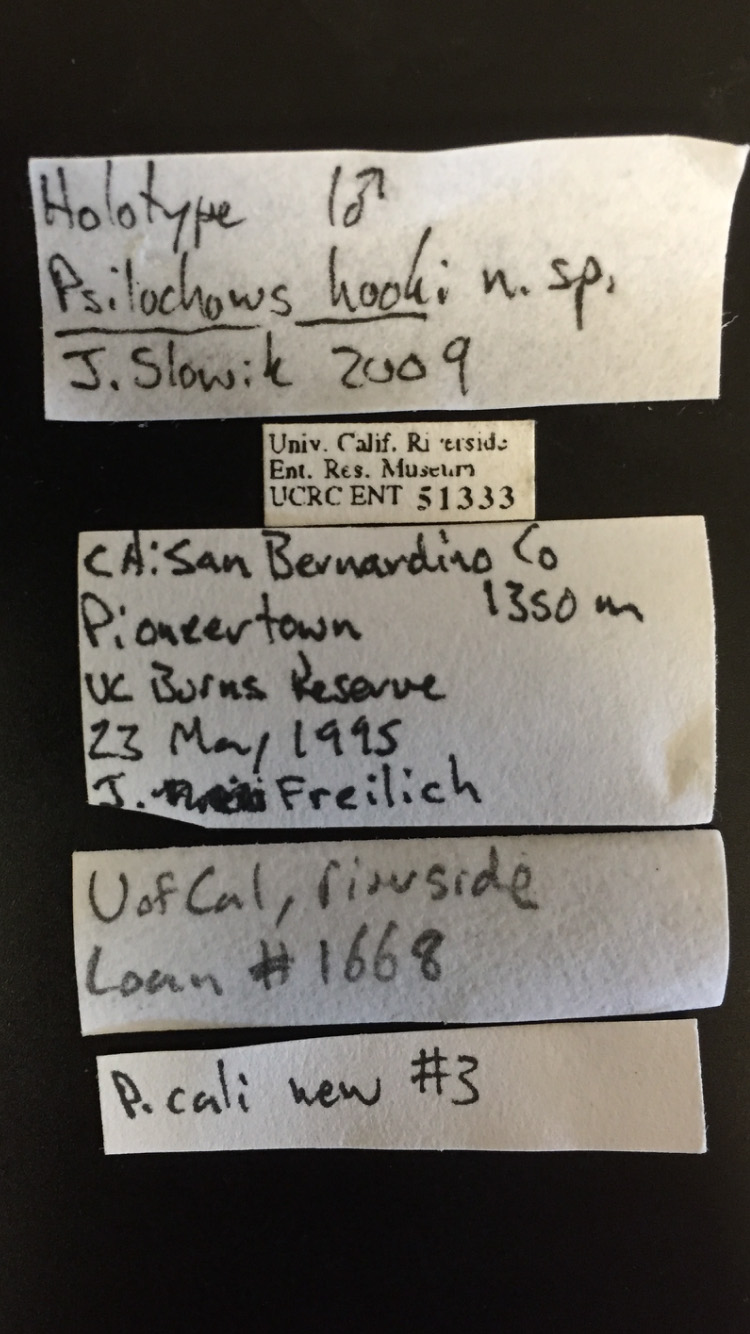 Holotype 1♂
Psilochorus hooki n. sp.
J. Slowik 2009
Univ. Calif. Riverside
Ent. Res. Museum
UCRC ENT 51333
CA: San Bernardino Co
Pioneertown 1350 m
UC Burns Reserve
23 May 1995
J. Freilich
U of Cal, riverside
Loan # 1668
P. cali new #3